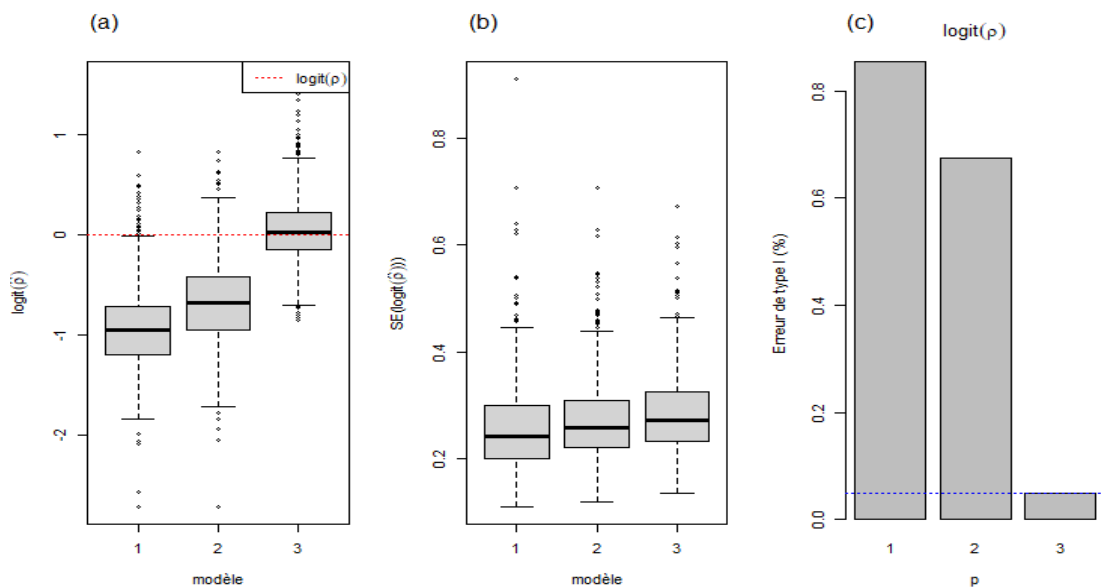 (a)
logit(ρ)
1
0
-1
-2
logit(ρ̂)
1 2 3
modèle
(b)
0.8
0.6
0.4
0.2
SE(logit(ρ̂)))
1 2 3
modèle
(c)
logit(ρ)
0.8
0.6
0.4
0.2
0.0
Erreur de type I (%)
1 2 3
p